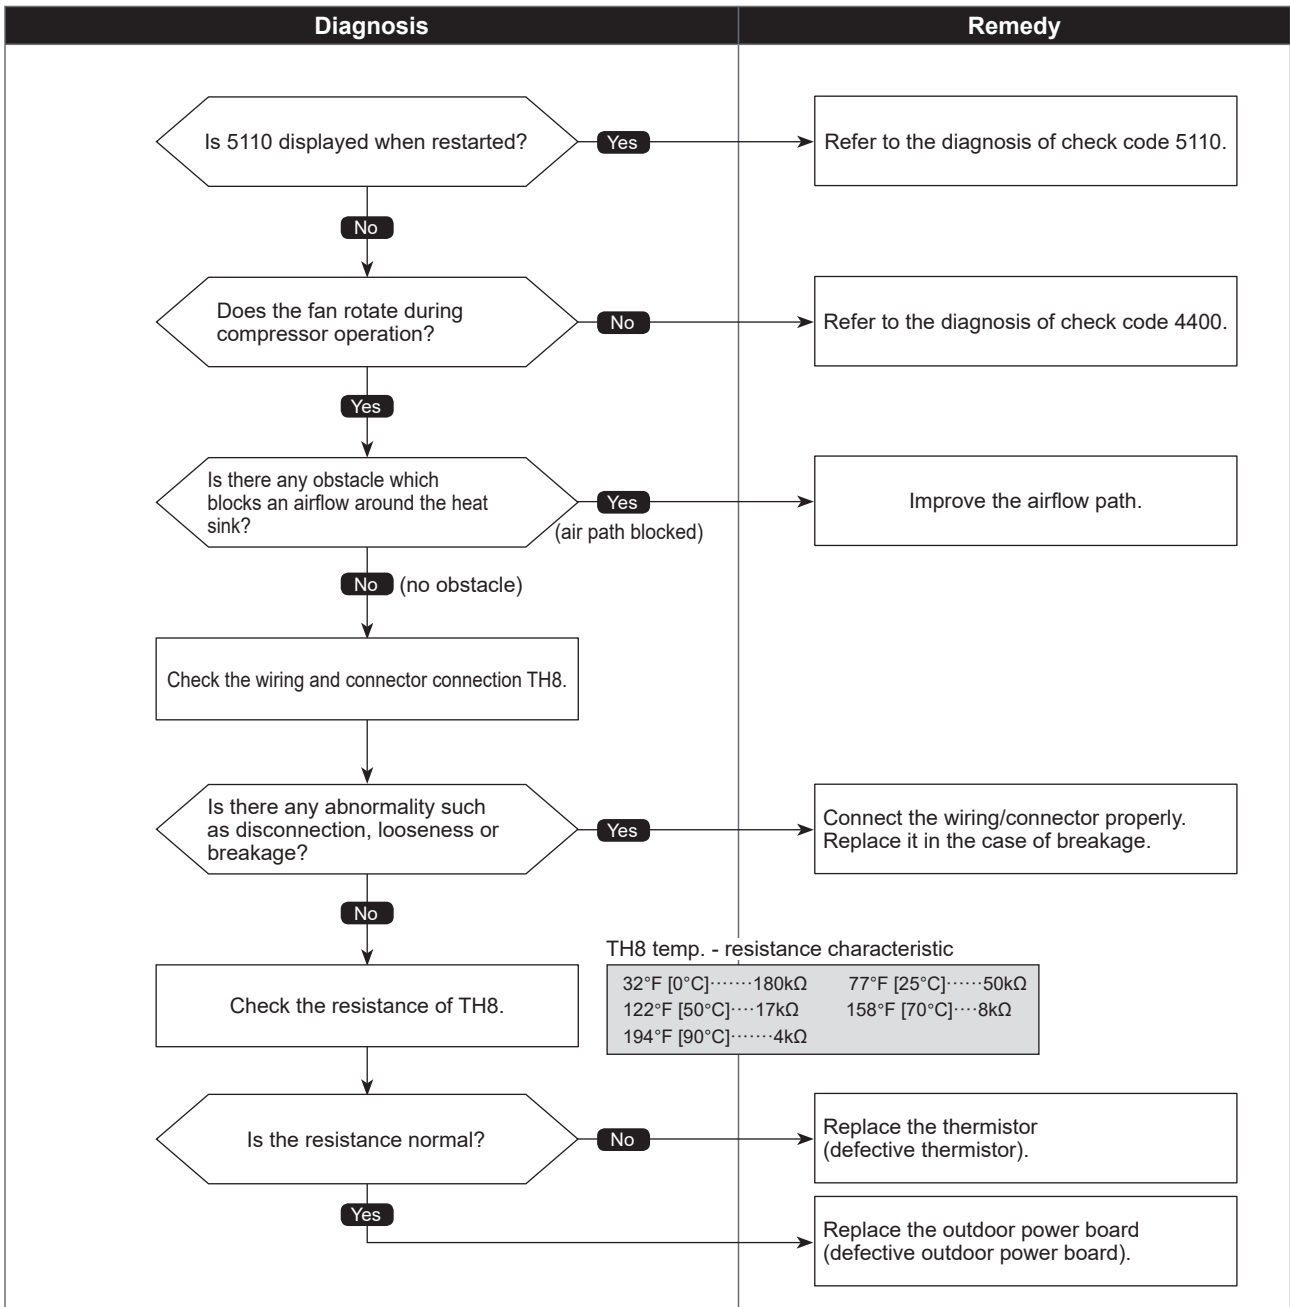 Diagnosis
Remedy
Is 5110 displayed when restarted?
Yes
Refer to the diagnosis of check code 5110.
No
Does the fan rotate during
compressor operation?
No
Refer to the diagnosis of check code 4400.
Yes
Is there any obstacle which
blocks an airflow around the heat
sink?
Yes
(air path blocked)
Improve the airflow path.
No (no obstacle)
Check the wiring and connector connection TH8.
Is there any abnormality such
as disconnection, looseness or
breakage?
Yes
Connect the wiring/connector properly.
Replace it in the case of breakage.
No
TH8 temp. - resistance characteristic
32°F [0°C]·······180kΩ 77°F [25°C]······50kΩ
122°F [50°C]····17kΩ 158°F [70°C]····8kΩ
194°F [90°C]·······4kΩ
Check the resistance of TH8.
Is the resistance normal?
No
Replace the thermistor
(defective thermistor).
Yes
Replace the outdoor power board
(defective outdoor power board).